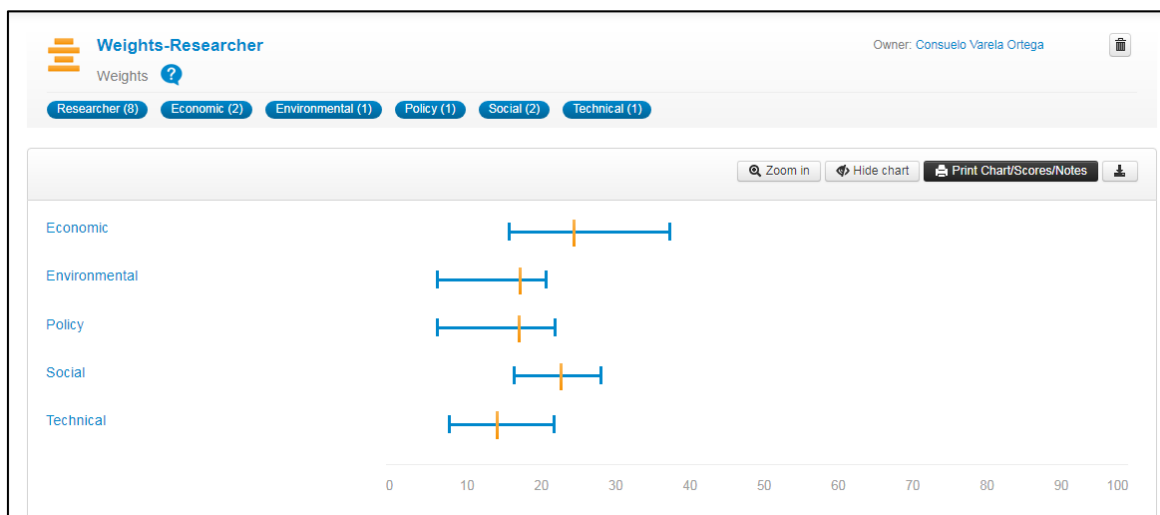 Weights-Researcher
Owner: Consuelo Varela Ortega
Weights ?
Researcher (8) Economic (2) Environmental (1) Policy (1) Social (2) Technical (1)
Zoom in Hide chart Print Chart/Scores/Notes
Economic
Environmental
Policy
Social
Technical
0 10 20 30 40 50 60 70 80 90 100